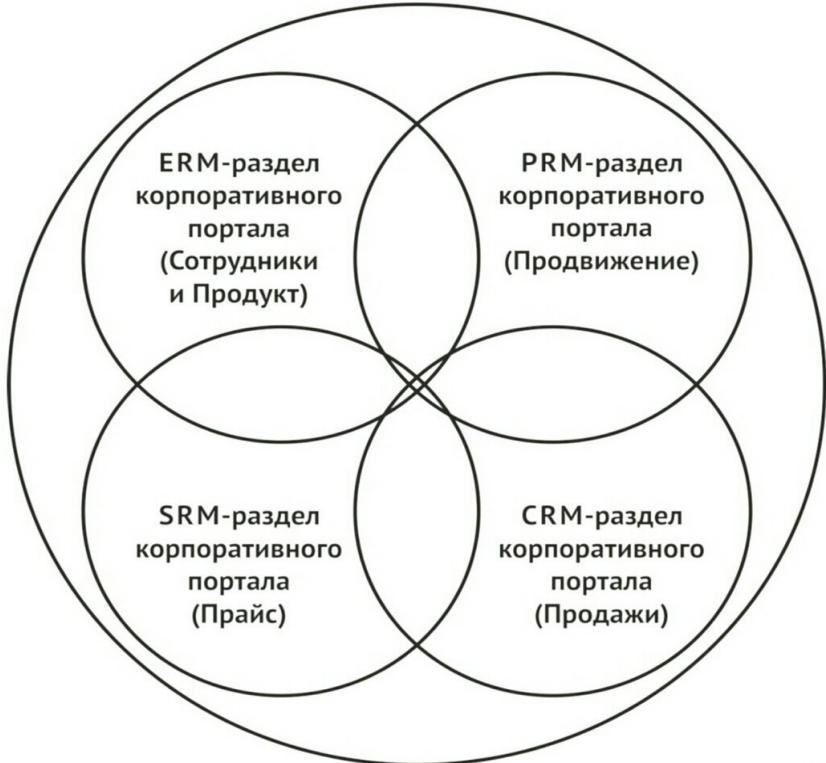 ERM-раздел
корпоративного
портала
(Сотрудники
и Продукт)
PRM-раздел
корпоративного
портала
(Продвижение)
SRM-раздел
корпоративного
портала
(Прайс)
CRM-раздел
корпоративного
портала
(Продажи)